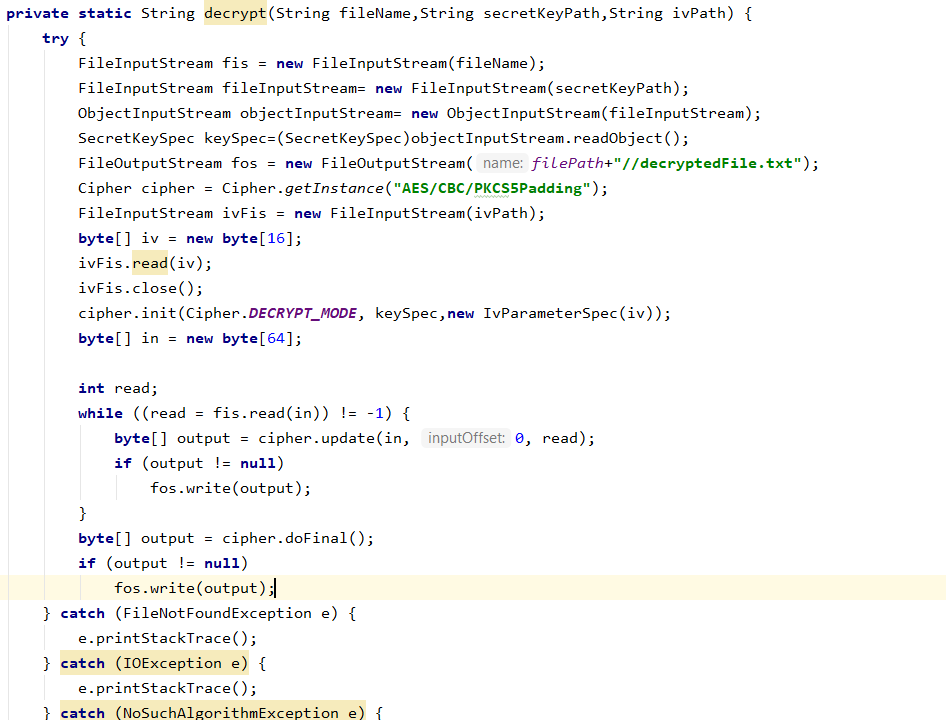 private static String decrypt(String fileName,String secretKeyPath,String ivPath) {
    try {
        FileInputStream fis = new FileInputStream(fileName);
        FileInputStream fileInputStream= new FileInputStream(secretKeyPath);
        ObjectInputStream objectInputStream= new ObjectInputStream(fileInputStream);
        SecretKeySpec keySpec=(SecretKeySpec)objectInputStream.readObject();
        FileOutputStream fos = new FileOutputStream( name: filePath+"//decryptedFile.txt");
        Cipher cipher = Cipher.getInstance("AES/CBC/PKCS5Padding");
        FileInputStream ivFis = new FileInputStream(ivPath);
        byte[] iv = new byte[16];
        ivFis.read(iv);
        ivFis.close();
        cipher.init(Cipher.DECRYPT_MODE, keySpec,new IvParameterSpec(iv));
        byte[] in = new byte[64];

        int read;
        while ((read = fis.read(in)) != -1) {
            byte[] output = cipher.update(in, inputOffset: 0, read);
            if (output != null)
                fos.write(output);
        }
        byte[] output = cipher.doFinal();
        if (output != null)
            fos.write(output);
    } catch (FileNotFoundException e) {
        e.printStackTrace();
    } catch (IOException e) {
        e.printStackTrace();
    } catch (NoSuchAlgorithmException e) {